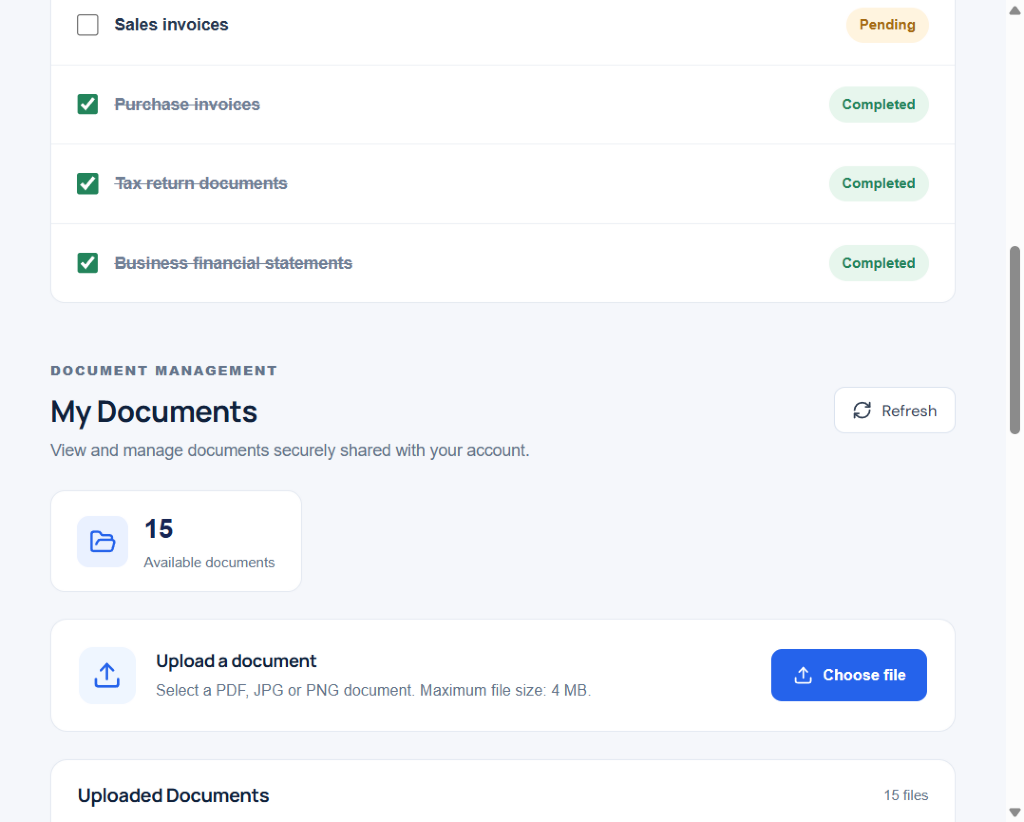 Sales invoices
Pending
Purchase invoices
Completed
Tax return documents
Completed
Business financial statements
Completed
DOCUMENT MANAGEMENT
My Documents
Refresh
View and manage documents securely shared with your account.
15
Available documents
Upload a document
Select a PDF, JPG or PNG document. Maximum file size: 4 MB.
Choose file
Uploaded Documents
15 files